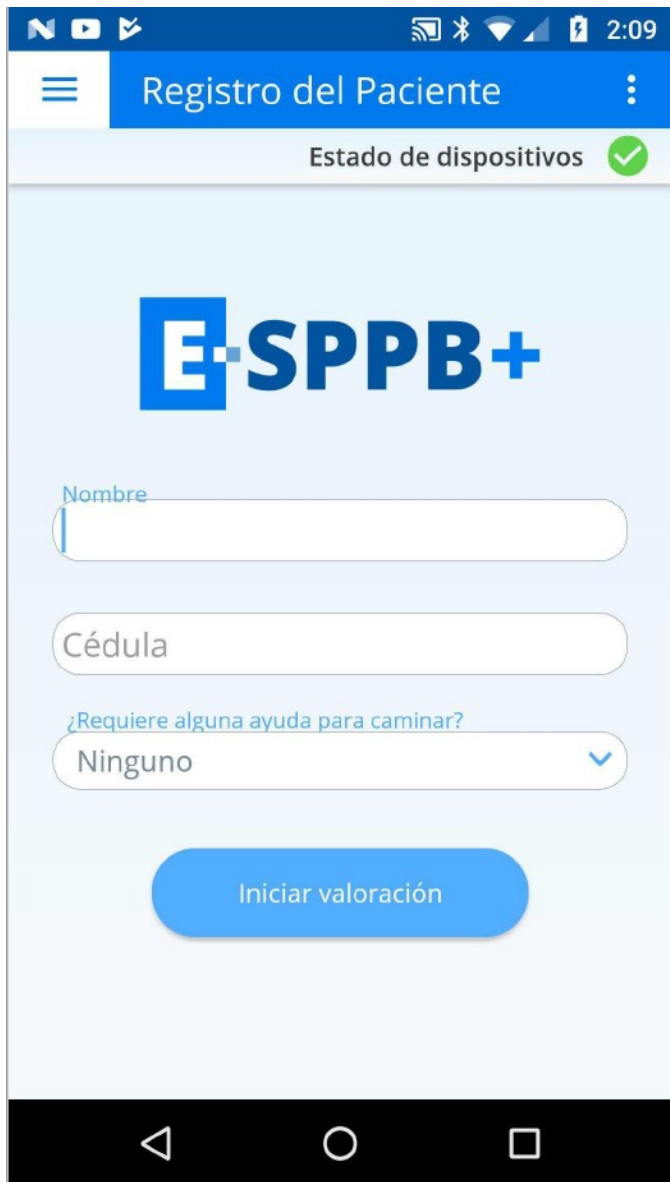 2:09
Registro del Paciente
Estado de dispositivos
E-SPPB+
Nombre
Cédula
¿Requiere alguna ayuda para caminar?
Ninguno
Iniciar valoración